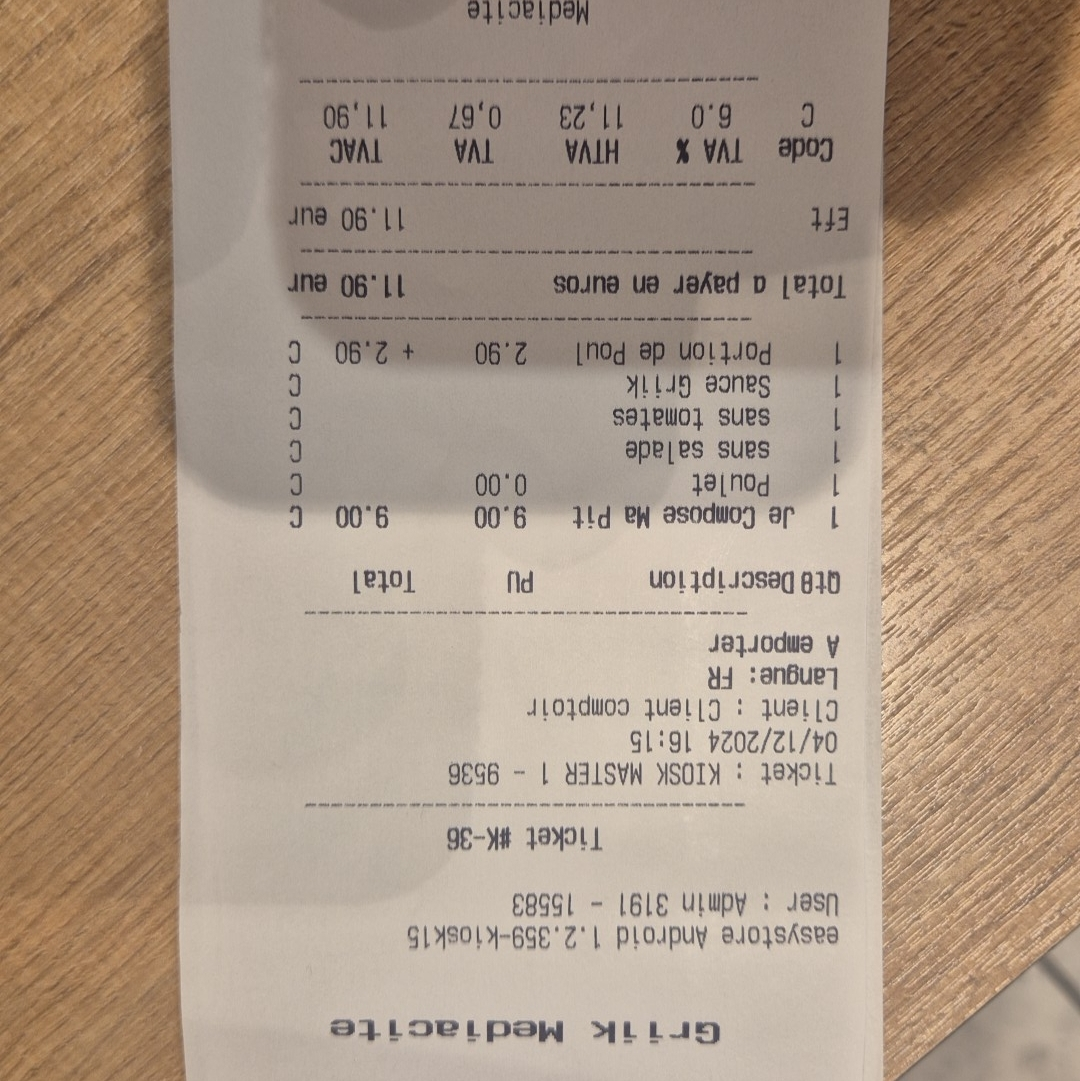 Griik Mediacite
easystore Android 1.2.359-kiosk15
User : Admin 3191 - 15583
Ticket #K-36
Ticket : KIOSK MASTER 1 - 9536
04/12/2024 16:15
Client : Client comptoir
Langue: FR
A emporter
Qt8 Description PU Total
1 Je Compose Ma Pit 9.00 9.00 C
1 Poulet 0.00 C
1 sans salade C
1 sans tomates C
1 Sauce Griik C
1 Portion de Poul 2.90 + 2.90 C
Total a payer en euros 11.90 eur
Eft 11.90 eur
Code TVA % HTVA TVA TVAC
C 6.0 11,23 0,67 11,90
Mediacite